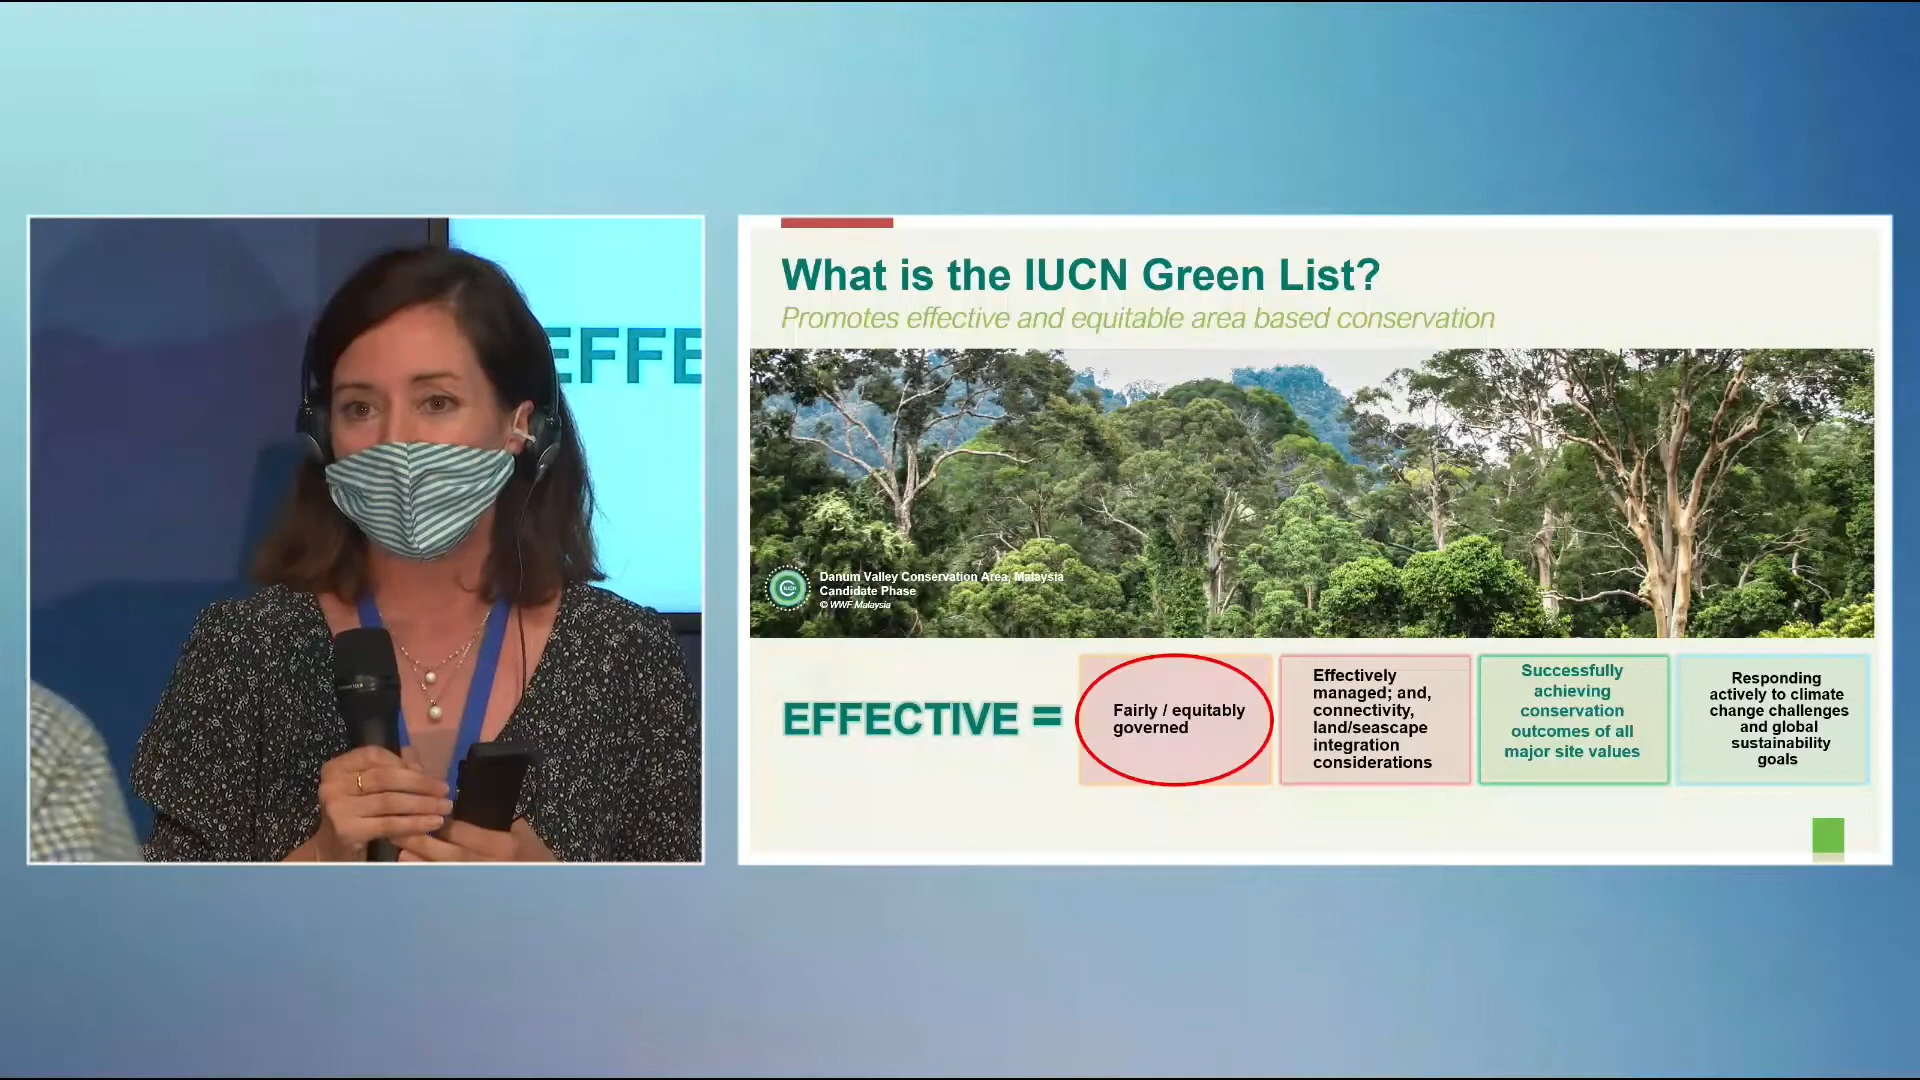 EFFE
What is the IUCN Green List?
Promotes effective and equitable area based conservation
IUCN
Danum Valley Conservation Area, Malaysia
Candidate Phase
© WWF Malaysia
EFFECTIVE =
Fairly / equitably
governed
Effectively
managed; and,
connectivity,
land/seascape
integration
considerations
Successfully
achieving
conservation
outcomes of all
major site values
Responding
actively to climate
change challenges
and global
sustainability
goals